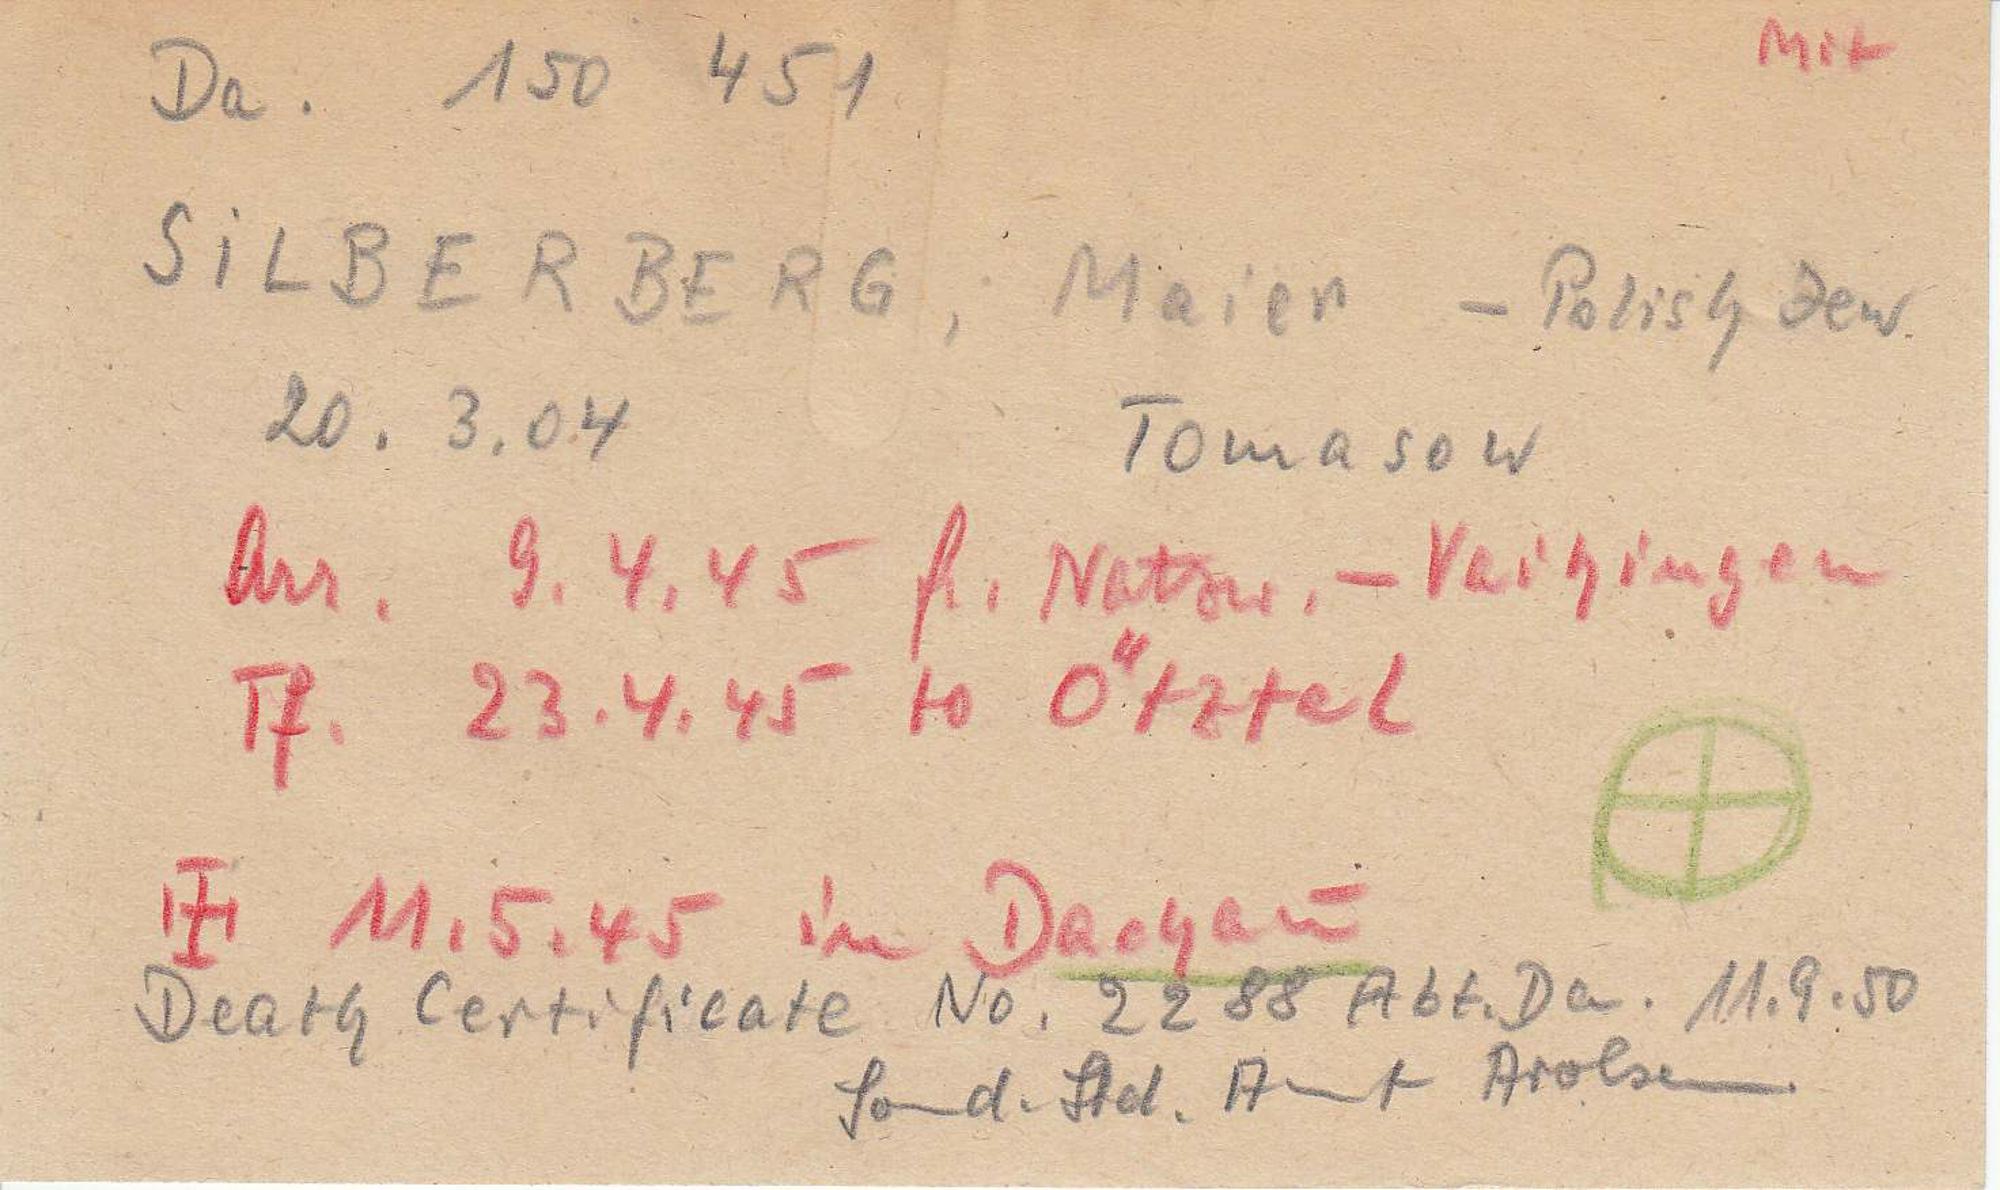 Da. 150 451 Mit
SiLBERBERG, Maier - Polish Jew.
20. 3.04 Tomasow
Arr. 9.4.45 fr. Natzw. - Vaihingen
Tf. 23.4.45 to Ötztal
11.5.45 in Dachau
Death Certificate No. 2288 Abt. Da. 11.9.50
Sond. Std. Amt Arolsen